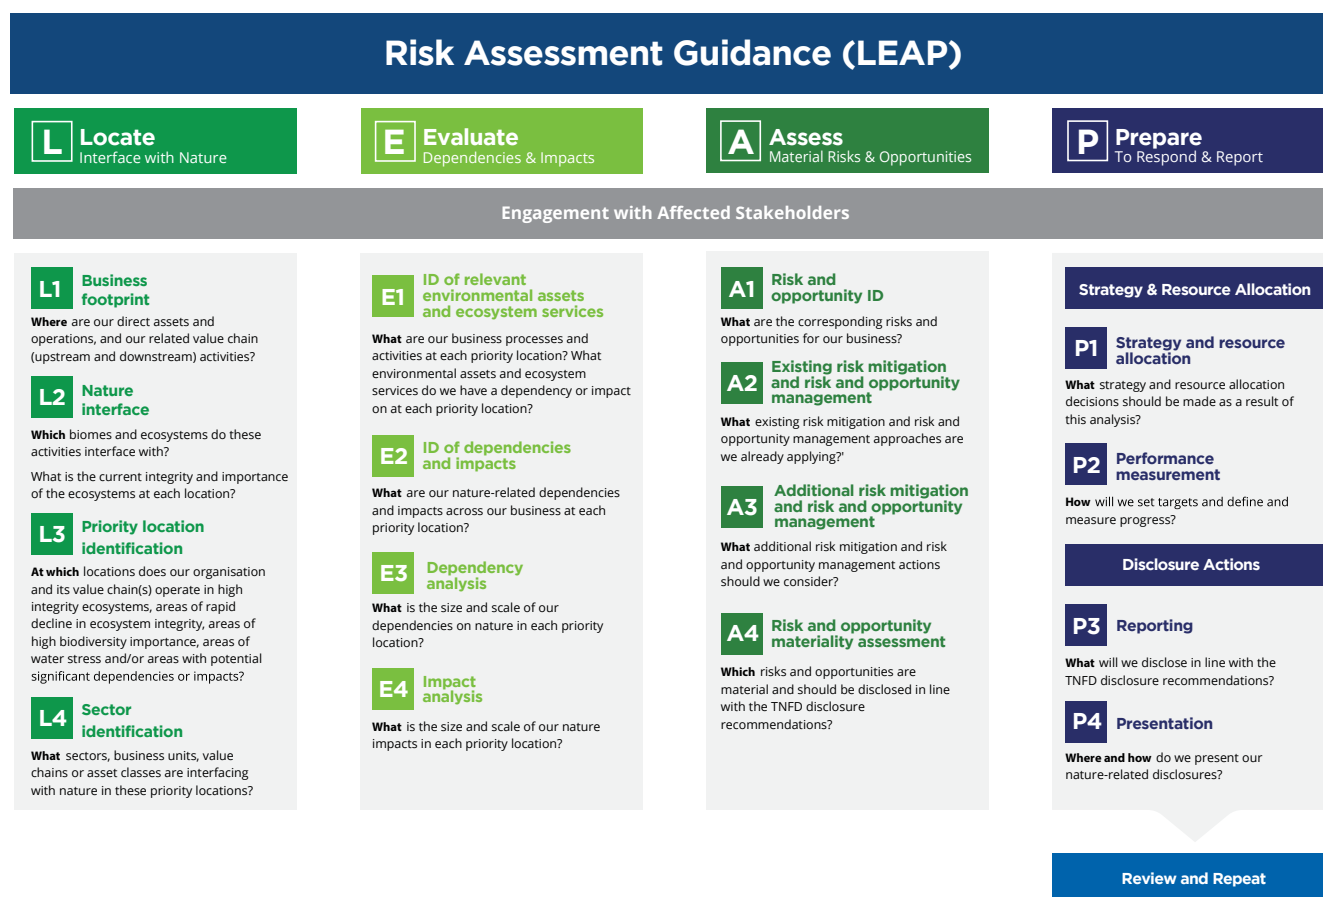 Risk Assessment Guidance (LEAP)
L
Locate
Interface with Nature
E
Evaluate
Dependencies & Impacts
A
Assess
Material Risks & Opportunities
P
Prepare
To Respond & Report
Engagement with Affected Stakeholders
L1
Business
footprint
Where are our direct assets and
operations, and our related value chain
(upstream and downstream) activities?
L2
Nature
interface
Which biomes and ecosystems do these
activities interface with?
What is the current integrity and importance
of the ecosystems at each location?
L3
Priority location
identification
At which locations does our organisation
and its value chain(s) operate in high
integrity ecosystems, areas of rapid
decline in ecosystem integrity, areas of
high biodiversity importance, areas of
water stress and/or areas with potential
significant dependencies or impacts?
L4
Sector
identification
What sectors, business units, value
chains or asset classes are interfacing
with nature in these priority locations?
E1
ID of relevant
environmental assets
and ecosystem services
What are our business processes and
activities at each priority location? What
environmental assets and ecosystem
services do we have a dependency or impact
on at each priority location?
E2
ID of dependencies
and impacts
What are our nature-related dependencies
and impacts across our business at each
priority location?
E3
Dependency
analysis
What is the size and scale of our
dependencies on nature in each priority
location?
E4
Impact
analysis
What is the size and scale of our nature
impacts in each priority location?
A1
Risk and
opportunity ID
What are the corresponding risks and
opportunities for our business?
A2
Existing risk mitigation
and risk and opportunity
management
What existing risk mitigation and risk and
opportunity management approaches are
we already applying?'
A3
Additional risk mitigation
and risk and opportunity
management
What additional risk mitigation and risk
and opportunity management actions
should we consider?
A4
Risk and opportunity
materiality assessment
Which risks and opportunities are
material and should be disclosed in line
with the TNFD disclosure
recommendations?
Strategy & Resource Allocation
P1
Strategy and resource
allocation
What strategy and resource allocation
decisions should be made as a result of
this analysis?
P2
Performance
measurement
How will we set targets and define and
measure progress?
Disclosure Actions
P3
Reporting
What will we disclose in line with the
TNFD disclosure recommendations?
P4
Presentation
Where and how do we present our
nature-related disclosures?
Review and Repeat